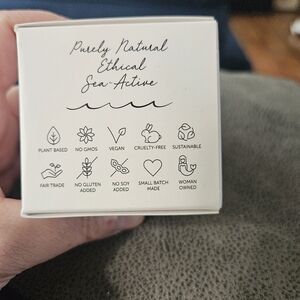 Purely Natural
Ethical
Sea-Active
PLANT BASED
NO GMOS
VEGAN
CRUELTY-FREE
SUSTAINABLE
FAIR TRADE
NO GLUTEN
ADDED
NO SOY
ADDED
SMALL BATCH
MADE
WOMAN
OWNED